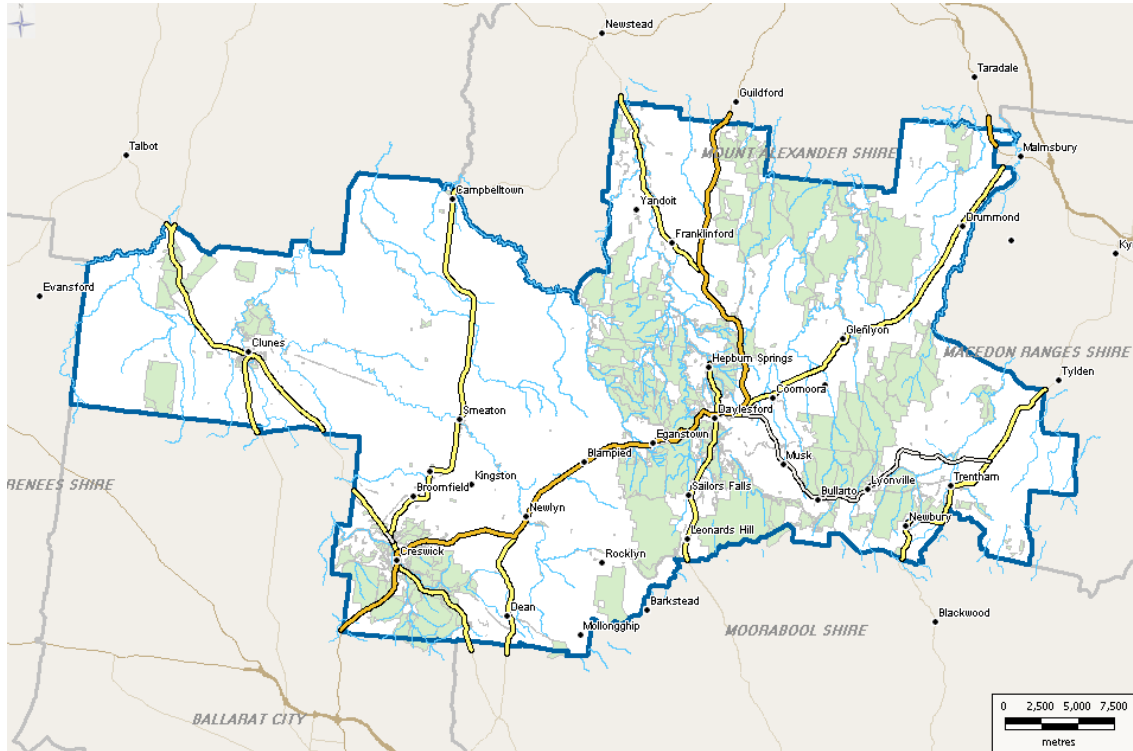 N
Newstead
Taradale
Guildford
Talbot
MOUNT ALEXANDER SHIRE
Malmsbury
Campbelltown
Yandoit
Drummond
Franklinford
Ky
Evansford
Glenlyon
Clunes
MACEDON RANGES SHIRE
Hepburn Springs
Tylden
Coomoora
Smeaton
Daylesford
Eganstown
Blampied
Musk
RENEES SHIRE
Kingston
Broomfield
Sailors Falls
Lyonville
Trentham
Bullarto
Newlyn
Newbury
Leonards Hill
Creswick
Rocklyn
Dean
Barkstead
Blackwood
Mollongghip
MOORABOOL SHIRE
BALLARAT CITY
0 2,500 5,000 7,500
metres